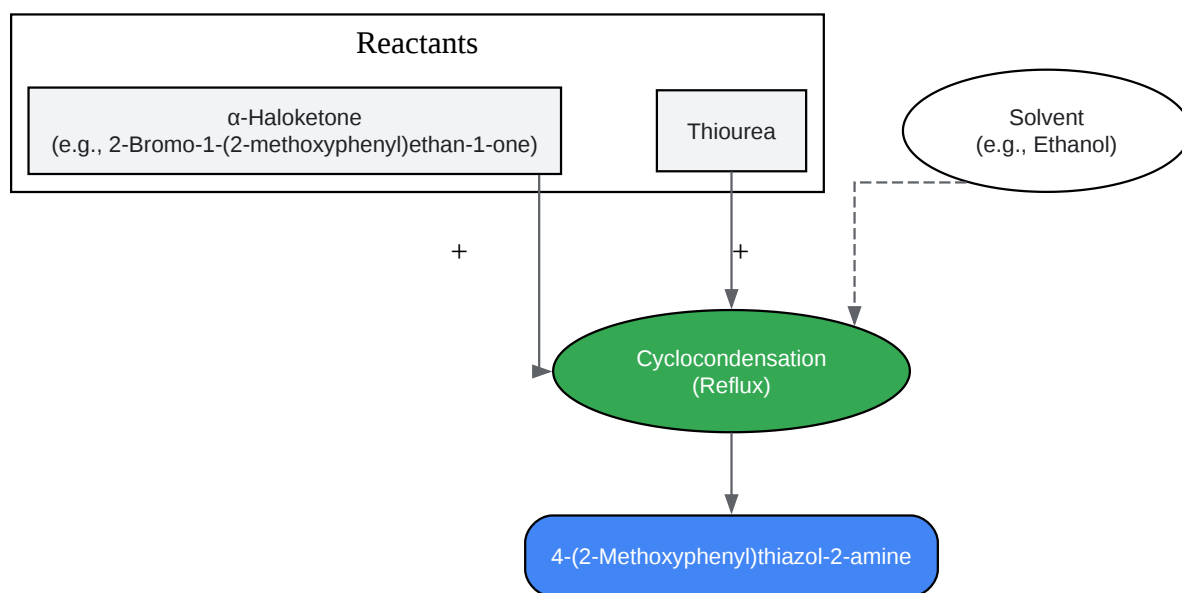 Reactants
α-Haloketone
(e.g., 2-Bromo-1-(2-methoxyphenyl)ethan-1-one)
Thiourea
Solvent
(e.g., Ethanol)
+
+
Cyclocondensation
(Reflux)
4-(2-Methoxyphenyl)thiazol-2-amine